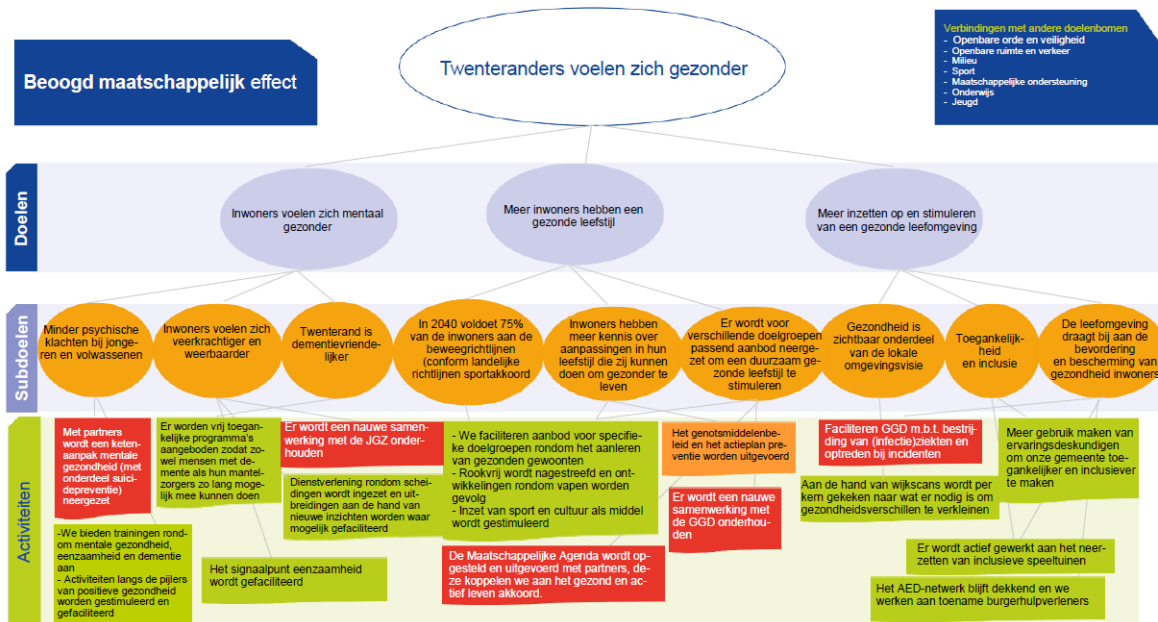 Beoogd maatschappelijk effect
Twenteranders voelen zich gezonder
Verbindingen met andere doelenbomen
- Openbare orde en veiligheid
- Openbare ruimte en verkeer
- Milieu
- Sport
- Maatschappelijke ondersteuning
- Onderwijs
- Jeugd
Doelen
Inwoners voelen zich mentaal
gezonder
Meer inwoners hebben een
gezonde leefstijl
Meer inzetten op en stimuleren
van een gezonde leefomgeving
Subdoelen
Minder psychische
klachten bij jonge-
ren en volwassenen
Inwoners voelen zich
veerkrachtiger en
weerbaarder
Twenterand is
dementievriende-
lijker
In 2040 voldoet 75%
van de inwoners aan de
beweegrichtlijnen
(conform landelijke
richtlijnen sportakkoord
Inwoners hebben
meer kennis over
aanpassingen in hun
leefstijl die zij kunnen
doen om gezonder te
leven
Er wordt voor
verschillende doelgroepen
passend aanbod neerge-
zet om een duurzaam ge-
zonde leefstijl te
stimuleren
Gezondheid is
zichtbaar onderdeel
van de lokale
omgevingsvisie
Toegankelijk-
heid
en inclusie
De leefomgeving
draagt bij aan de
bevordering
en bescherming van
gezondheid inwoners
Activiteiten
Met partners
wordt een keten-
aanpak mentale
gezondheid (met
onderdeel suici-
depreventie)
neergezet
-We bieden trainingen rond-
om mentale gezondheid,
eenzaamheid en dementie
aan
- Activiteiten langs de pijlers
van positieve gezondheid
worden gestimuleerd en
gefaciliteerd
Er worden vrij toegan-
kelijke programma's
aangeboden zodat zo-
wel mensen met de-
mente als hun mantel-
zorgers zo lang moge-
lijk mee kunnen doen
Er wordt een nauwe samen-
werking met de JGZ onder-
houden
Dienstverlening rondom schei-
dingen wordt ingezet en uit-
breidingen aan de hand van
nieuwe inzichten worden waar
mogelijk gefaciliteerd
Het signaalpunt eenzaamheid
wordt gefaciliteerd
- We faciliteren aanbod voor specifie-
ke doelgroepen rondom het aanle-
ren van gezonden gewoonten
- Rookvrij wordt nagestreefd en ont-
wikkelingen rondom vapen worden
gevolg
- Inzet van sport en cultuur als middel
wordt gestimuleerd
De Maatschappelijke Agenda wordt op-
gesteld en uitgevoerd met partners, de-
ze koppelen we aan het gezond en ac-
tief leven akkoord.
Het genotsmiddelenbe-
leid en het actieplan pre-
ventie worden uitgevoerd
Er wordt een nauwe
samenwerking met
de GGD onderhou-
den
Faciliteren GGD m.b.t. bestrij-
ding van (infectie)ziekten en
optreden bij incidenten
Aan de hand van wijkscans wordt per
kern gekeken naar wat er nodig is om
gezondheidsverschillen te verkleinen
Meer gebruik maken van
ervaringsdeskundigen
om onze gemeente toe-
gankelijker en inclusiever
te maken
Er wordt actief gewerkt aan het neer-
zetten van inclusieve speeltuinen
Het AED-netwerk blijft dekkend en we
werken aan toename burgerhulpverleners